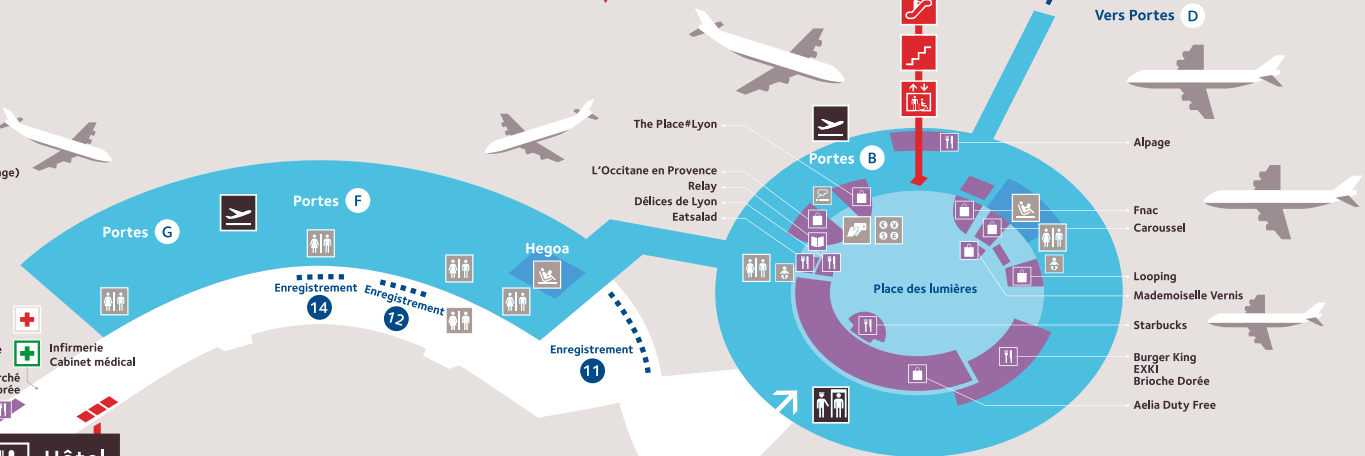 Vers Portes D
The Place#Lyon
Portes B
Alpage
L'Occitane en Provence
Relay
Délices de Lyon
Eatsalad
Portes F
Portes G
Hegoa
Fnac
Caroussel
Looping
Mademoiselle Vernis
Place des lumières
Starbucks
Enregistrement
14
Enregistrement
12
Enregistrement
11
Infirmerie
Cabinet médical
Burger King
EXKI
Brioche Dorée
Aelia Duty Free
Hôtel